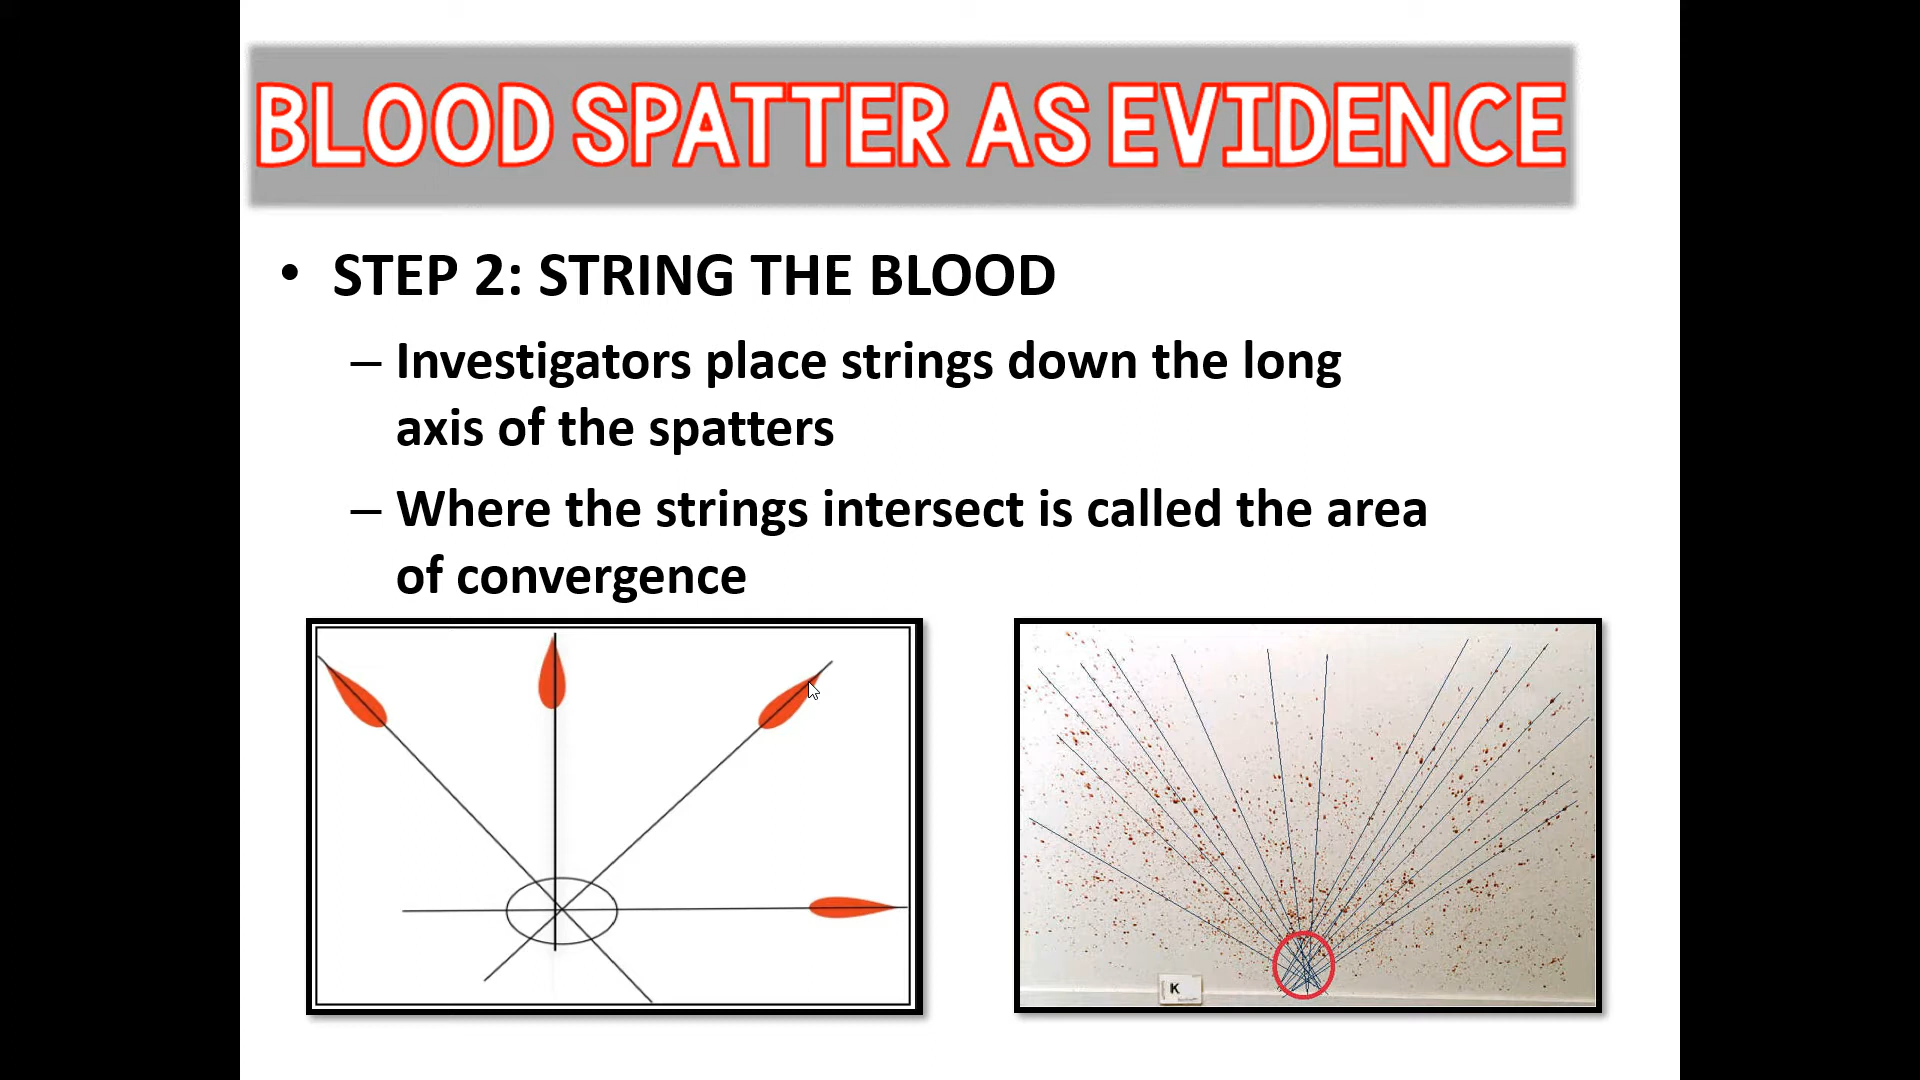 BLOOD SPATTER AS EVIDENCE
• STEP 2: STRING THE BLOOD
– Investigators place strings down the long
axis of the spatters
– Where the strings intersect is called the area
of convergence
K